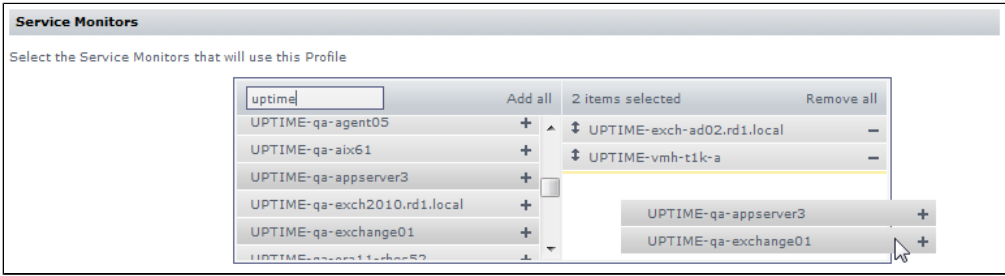 Service Monitors
Select the Service Monitors that will use this Profile
uptime Add all 2 items selected Remove all
UPTIME-qa-agent05 +
UPTIME-exch-ad02.rd1.local −
UPTIME-qa-aix61 +
UPTIME-vmh-t1k-a −
UPTIME-qa-appserver3 +
UPTIME-qa-exch2010.rd1.local +
UPTIME-qa-appserver3 +
UPTIME-qa-exchange01 +
UPTIME-qa-exchange01 +